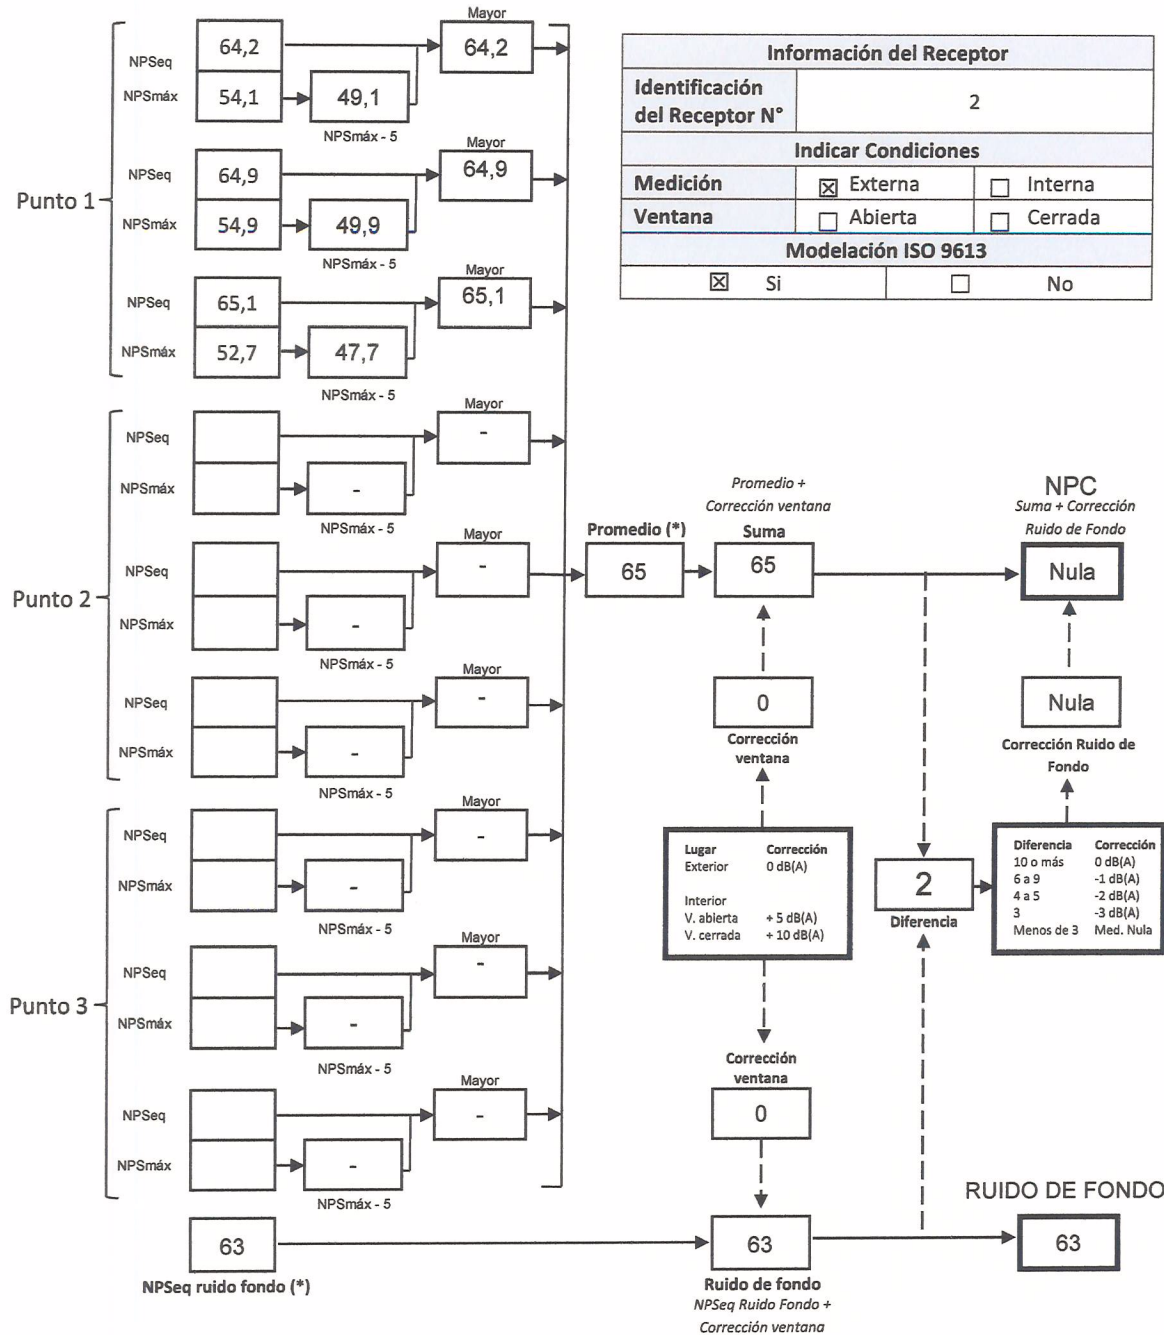 Información del Receptor
Identificación del Receptor N° 2
Indicar Condiciones
Medición ☒ Externa ☐ Interna
Ventana ☐ Abierta ☐ Cerrada
Modelación ISO 9613
☒ Si ☐ No
Punto 1
Mayor
NPSeq 64,2 64,2
NPSmáx 54,1 49,1
NPSmáx - 5
Mayor
NPSeq 64,9 64,9
NPSmáx 54,9 49,9
NPSmáx - 5
Mayor
NPSeq 65,1 65,1
NPSmáx 52,7 47,7
NPSmáx - 5
Punto 2
Mayor
NPSeq -
NPSmáx -
NPSmáx - 5
Mayor
NPSeq -
NPSmáx -
NPSmáx - 5
Mayor
NPSeq -
NPSmáx -
NPSmáx - 5
Punto 3
Mayor
NPSeq -
NPSmáx -
NPSmáx - 5
Mayor
NPSeq -
NPSmáx -
NPSmáx - 5
Mayor
NPSeq -
NPSmáx -
NPSmáx - 5
63
NPSeq ruido fondo (*)
Promedio (*)
65
Promedio +
Corrección ventana
Suma
65
0
Corrección
ventana
Lugar Corrección
Exterior 0 dB(A)
Interior
V. abierta + 5 dB(A)
V. cerrada + 10 dB(A)
Corrección
ventana
0
63
Ruido de fondo
NPSeq Ruido Fondo +
Corrección ventana
2
Diferencia
NPC
Suma + Corrección
Ruido de Fondo
Nula
Nula
Corrección Ruido de
Fondo
Diferencia Corrección
10 o más 0 dB(A)
6 a 9 -1 dB(A)
4 a 5 -2 dB(A)
3 -3 dB(A)
Menos de 3 Med. Nula
RUIDO DE FONDO
63